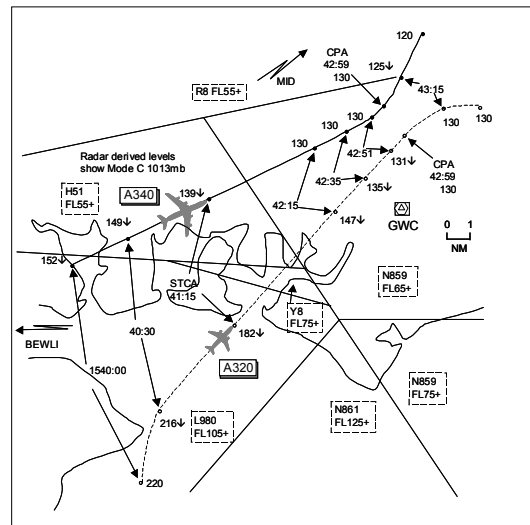 120
CPA
42:59
130
125↓
MID
R8 FL55+
43:15
130
130
130
130
130
42:51
131↓
CPA
42:59
130
Radar derived levels
show Mode C 1013mb
H51
FL55+
A340
139↓
42:35
135↓
42:15
147↓
GWC
0 1
NM
149↓
152↓
STCA
41:15
N859
FL65+
Y8
FL75+
BEWLI
40:30
182↓
1540:00
A320
N859
FL75+
L980
FL105+
N861
FL125+
216↓
220